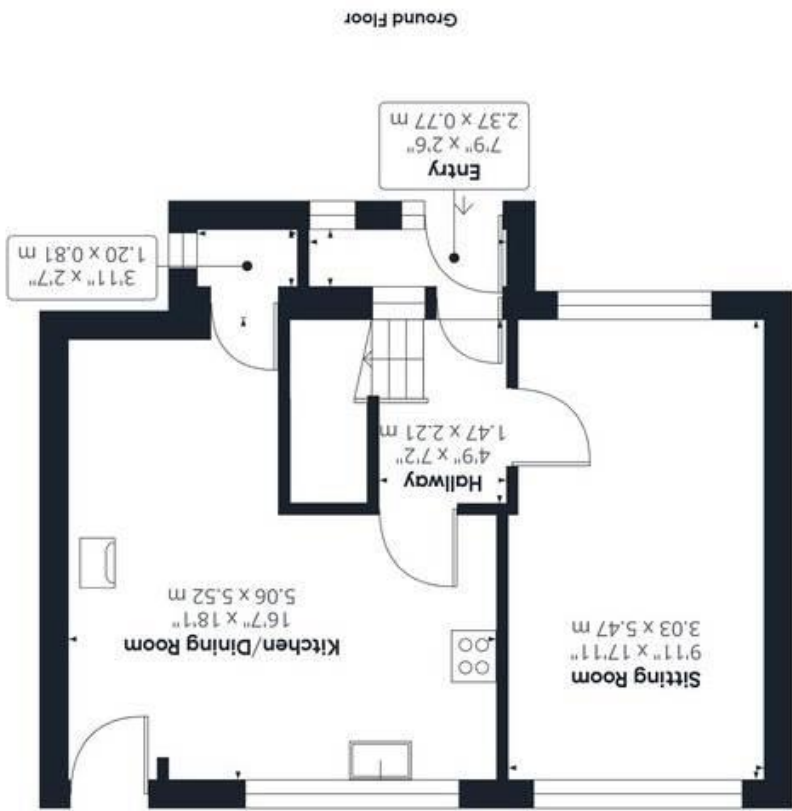 Ground Floor
Sitting Room
9'11" x 17'11"
3.03 x 5.47 m
Kitchen/Dining Room
16'7" x 18'1"
5.06 x 5.52 m
Hallway
4'9" x 7'2"
1.47 x 2.21 m
3'11" x 2'7"
1.20 x 0.81 m
Entry
7'9" x 2'6"
2.37 x 0.77 m